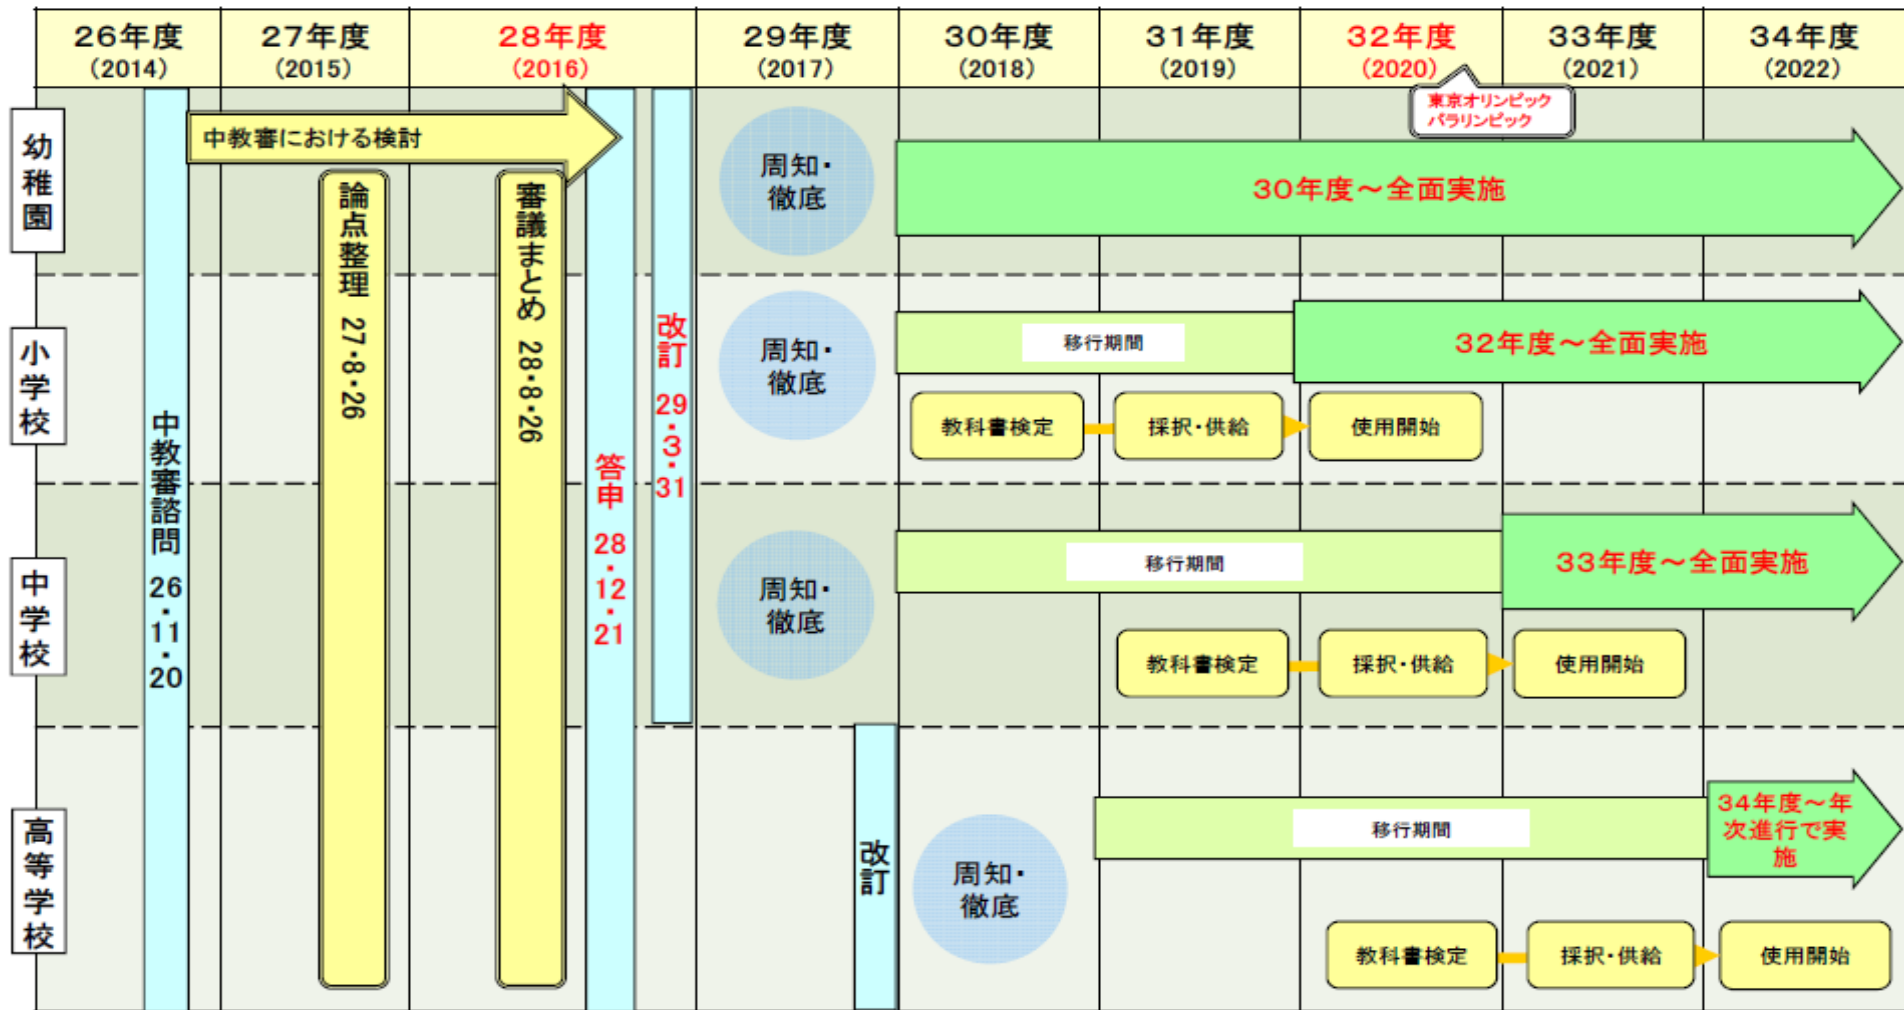 26年度
(2014)
27年度
(2015)
28年度
(2016)
29年度
(2017)
30年度
(2018)
31年度
(2019)
32年度
(2020)
33年度
(2021)
34年度
(2022)
東京オリンピック
パラリンピック
幼稚園
中教審における検討
周知・
徹底
30年度～全面実施
中教審諮問 26・11・20
論点整理 27・8・26
審議まとめ 28・8・26
答申 28・12・21
改訂 29・3・31
小学校
周知・
徹底
移行期間
32年度～全面実施
教科書検定
採択・供給
使用開始
中学校
周知・
徹底
移行期間
33年度～全面実施
教科書検定
採択・供給
使用開始
高等学校
改訂
周知・
徹底
移行期間
34年度～年
次進行で実
施
教科書検定
採択・供給
使用開始